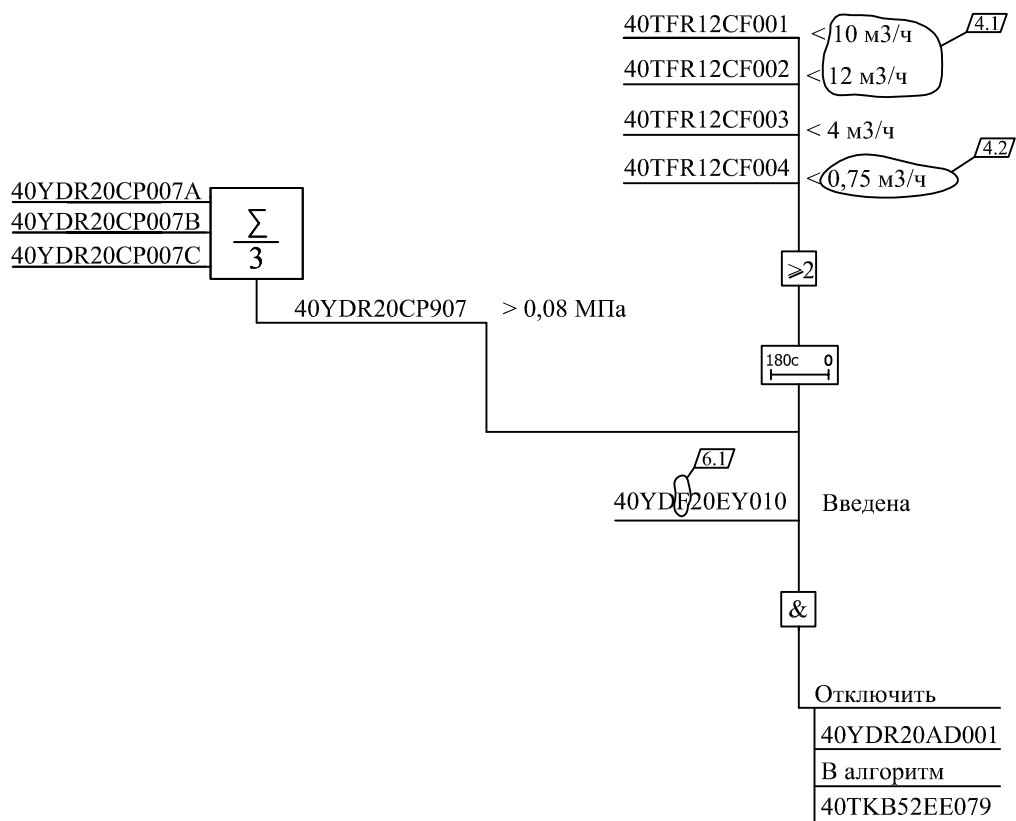 40TFR12CF001 < 10 м3/ч
4.1
40TFR12CF002 < 12 м3/ч
40TFR12CF003 < 4 м3/ч
4.2
40TFR12CF004 < 0,75 м3/ч
40YDR20CP007A
40YDR20CP007B
40YDR20CP007C
∑
3
≥2
40YDR20CP907 > 0,08 МПа
180с 0
6.1
40YDF20EY010 Введена
&
Отключить
40YDR20AD001
В алгоритм
40TKB52EE079